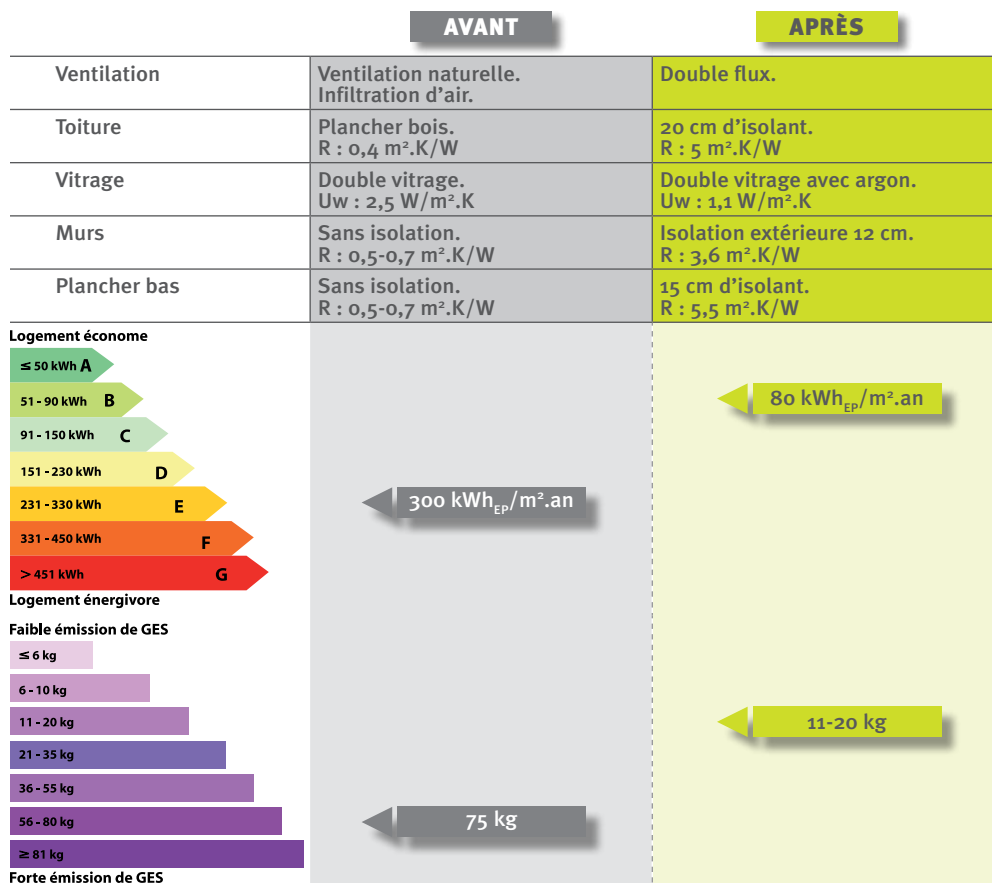 AVANT
APRÈS
Ventilation
Ventilation naturelle.
Infiltration d'air.
Double flux.
Toiture
Plancher bois.
R : 0,4 m².K/W
20 cm d'isolant.
R : 5 m².K/W
Vitrage
Double vitrage.
Uw : 2,5 W/m².K
Double vitrage avec argon.
Uw : 1,1 W/m².K
Murs
Sans isolation.
R : 0,5-0,7 m².K/W
Isolation extérieure 12 cm.
R : 3,6 m².K/W
Plancher bas
Sans isolation.
R : 0,5-0,7 m².K/W
15 cm d'isolant.
R : 5,5 m².K/W
Logement économe
≤ 50 kWh A
51 - 90 kWh B
80 kWhEP/m².an
91 - 150 kWh C
151 - 230 kWh D
231 - 330 kWh E
300 kWhEP/m².an
331 - 450 kWh F
> 451 kWh G
Logement énergivore
Faible émission de GES
≤ 6 kg
6 - 10 kg
11 - 20 kg
11-20 kg
21 - 35 kg
36 - 55 kg
56 - 80 kg
75 kg
≥ 81 kg
Forte émission de GES